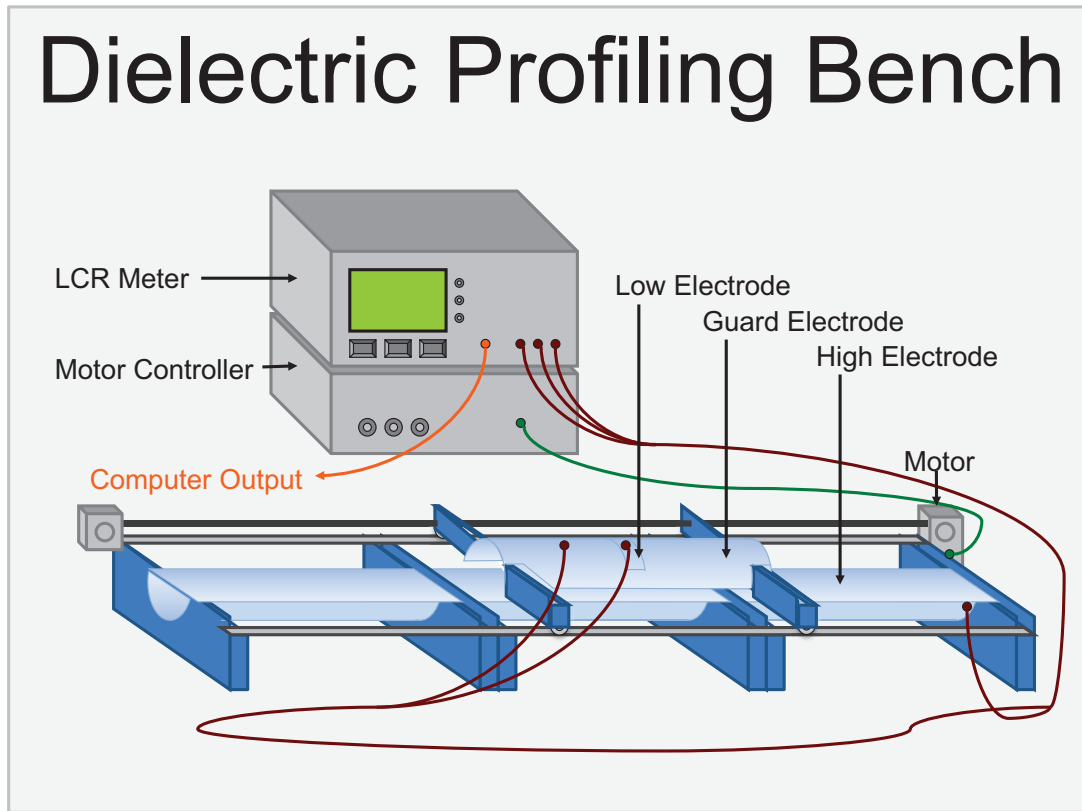 Dielectric Profiling Bench
LCR Meter
Low Electrode
Guard Electrode
High Electrode
Motor Controller
Motor
Computer Output